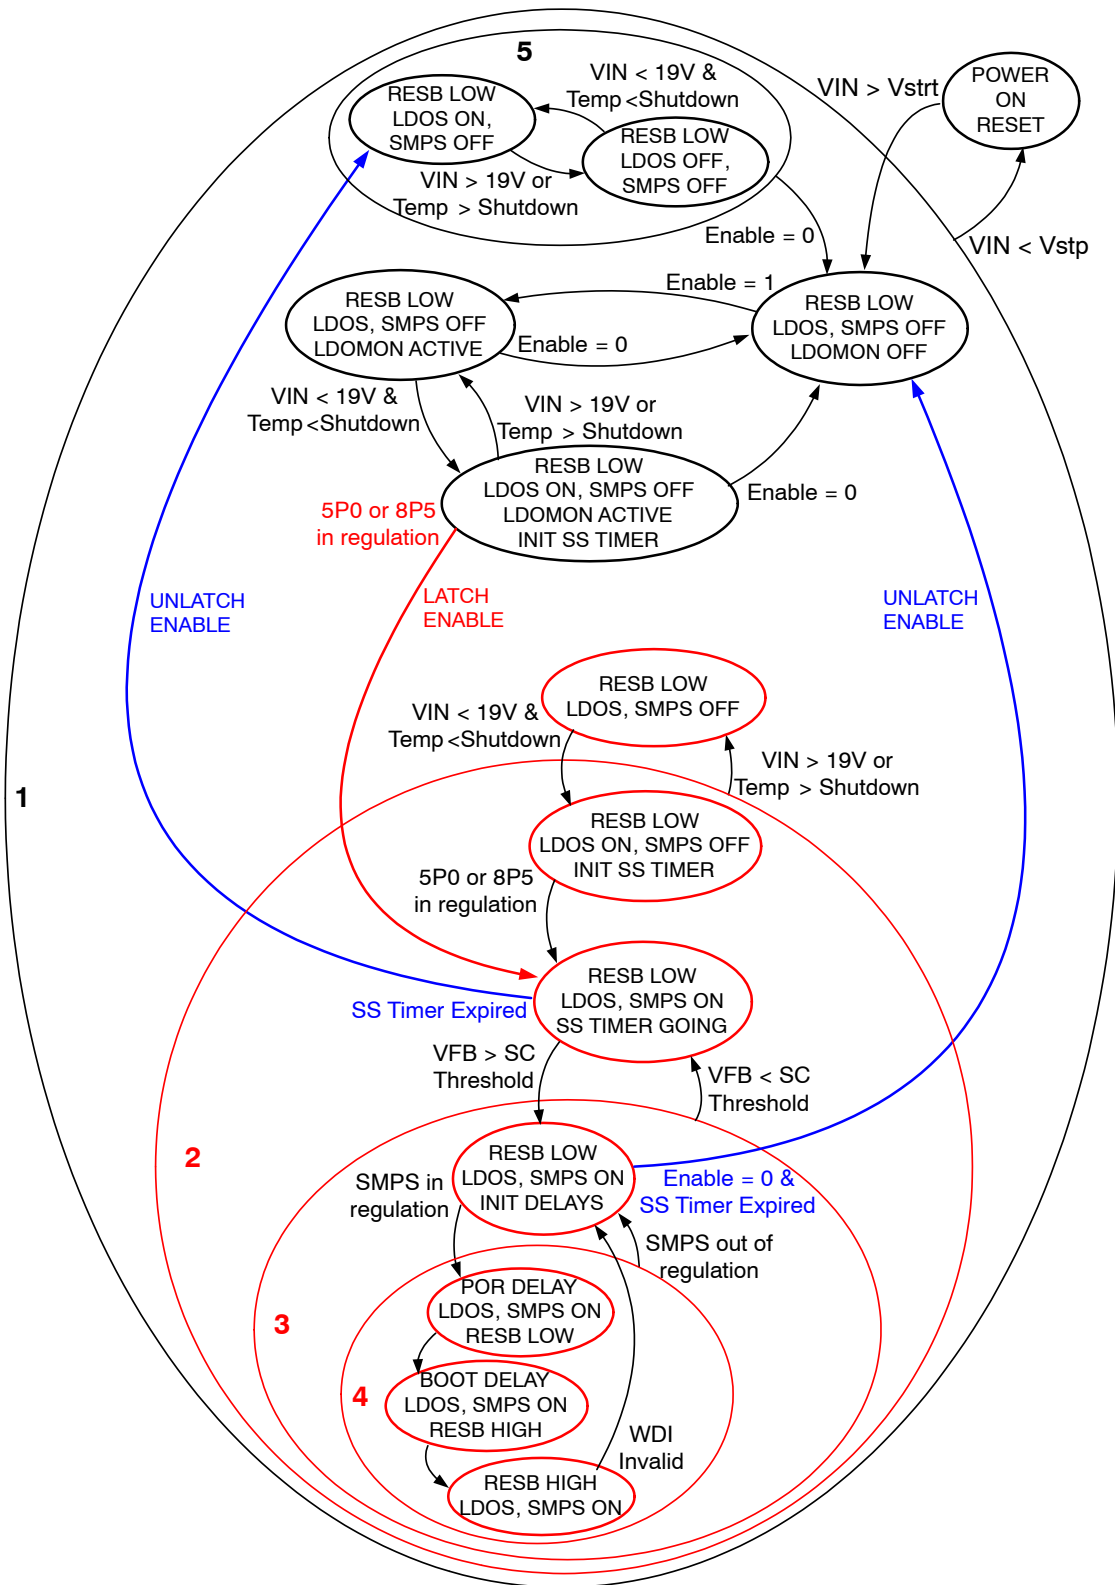 5
VIN < 19V &
Temp <Shutdown
RESB LOW
LDOS ON,
SMPS OFF
RESB LOW
LDOS OFF,
SMPS OFF
VIN > 19V or
Temp > Shutdown
VIN > Vstrt
POWER
ON
RESET
VIN < Vstp
Enable = 0
Enable = 1
RESB LOW
LDOS, SMPS OFF
LDOMON ACTIVE
RESB LOW
LDOS, SMPS OFF
LDOMON OFF
Enable = 0
VIN < 19V &
Temp <Shutdown
VIN > 19V or
Temp > Shutdown
RESB LOW
LDOS ON, SMPS OFF
LDOMON ACTIVE
INIT SS TIMER
Enable = 0
5P0 or 8P5
in regulation
UNLATCH
ENABLE
LATCH
ENABLE
UNLATCH
ENABLE
RESB LOW
LDOS, SMPS OFF
VIN < 19V &
Temp <Shutdown
VIN > 19V or
Temp > Shutdown
1
RESB LOW
LDOS ON, SMPS OFF
INIT SS TIMER
5P0 or 8P5
in regulation
RESB LOW
LDOS, SMPS ON
SS TIMER GOING
SS Timer Expired
VFB > SC
Threshold
VFB < SC
Threshold
2
RESB LOW
LDOS, SMPS ON
INIT DELAYS
SMPS in
regulation
Enable = 0 &
SS Timer Expired
SMPS out of
regulation
3
POR DELAY
LDOS, SMPS ON
RESB LOW
4
BOOT DELAY
LDOS, SMPS ON
RESB HIGH
WDI
Invalid
RESB HIGH
LDOS, SMPS ON